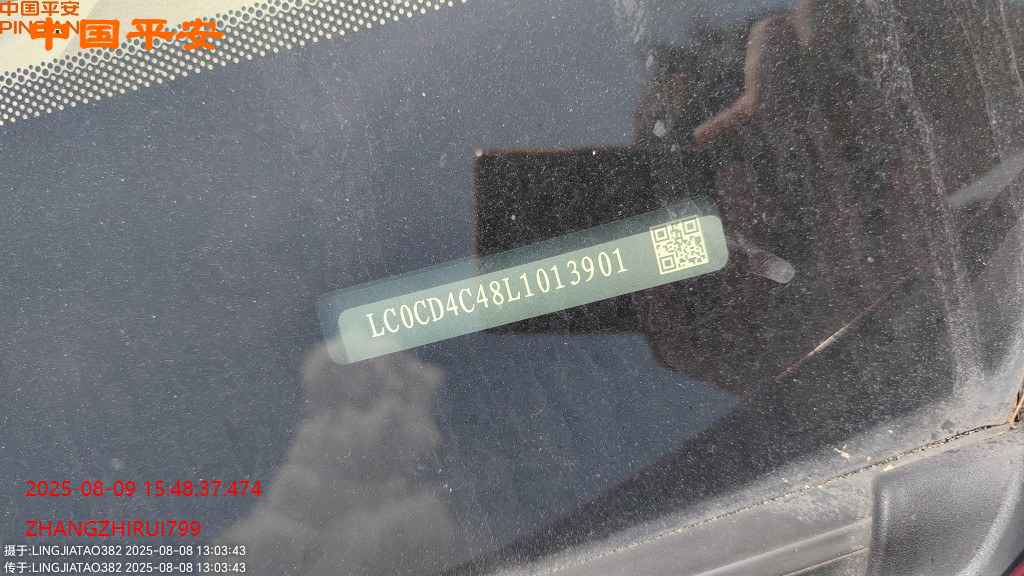 中国平安
PINGAN
中国平安
LC0CD4C48L1013901
2025-08-09 15:48:37:474
ZHANGZHIRUI799
摄于:LINGJIATAO382 2025-08-08 13:03:43
传于:LINGJIATAO382 2025-08-08 13:03:43